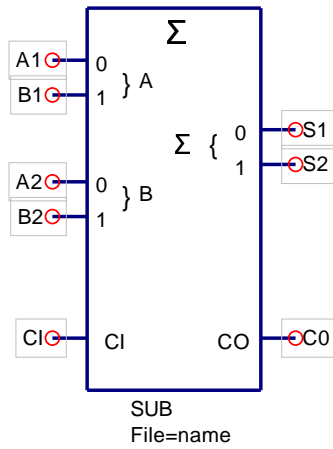 Σ
A1 0
B1 1
} A
A2 0
B2 1
} B
Σ {
0 S1
1 S2
CI CI
CO C0
SUB
File=name